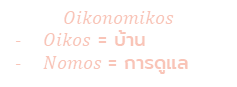 Oikonomikos
- Oikos = บ้าน
- Nomos = การดูแล